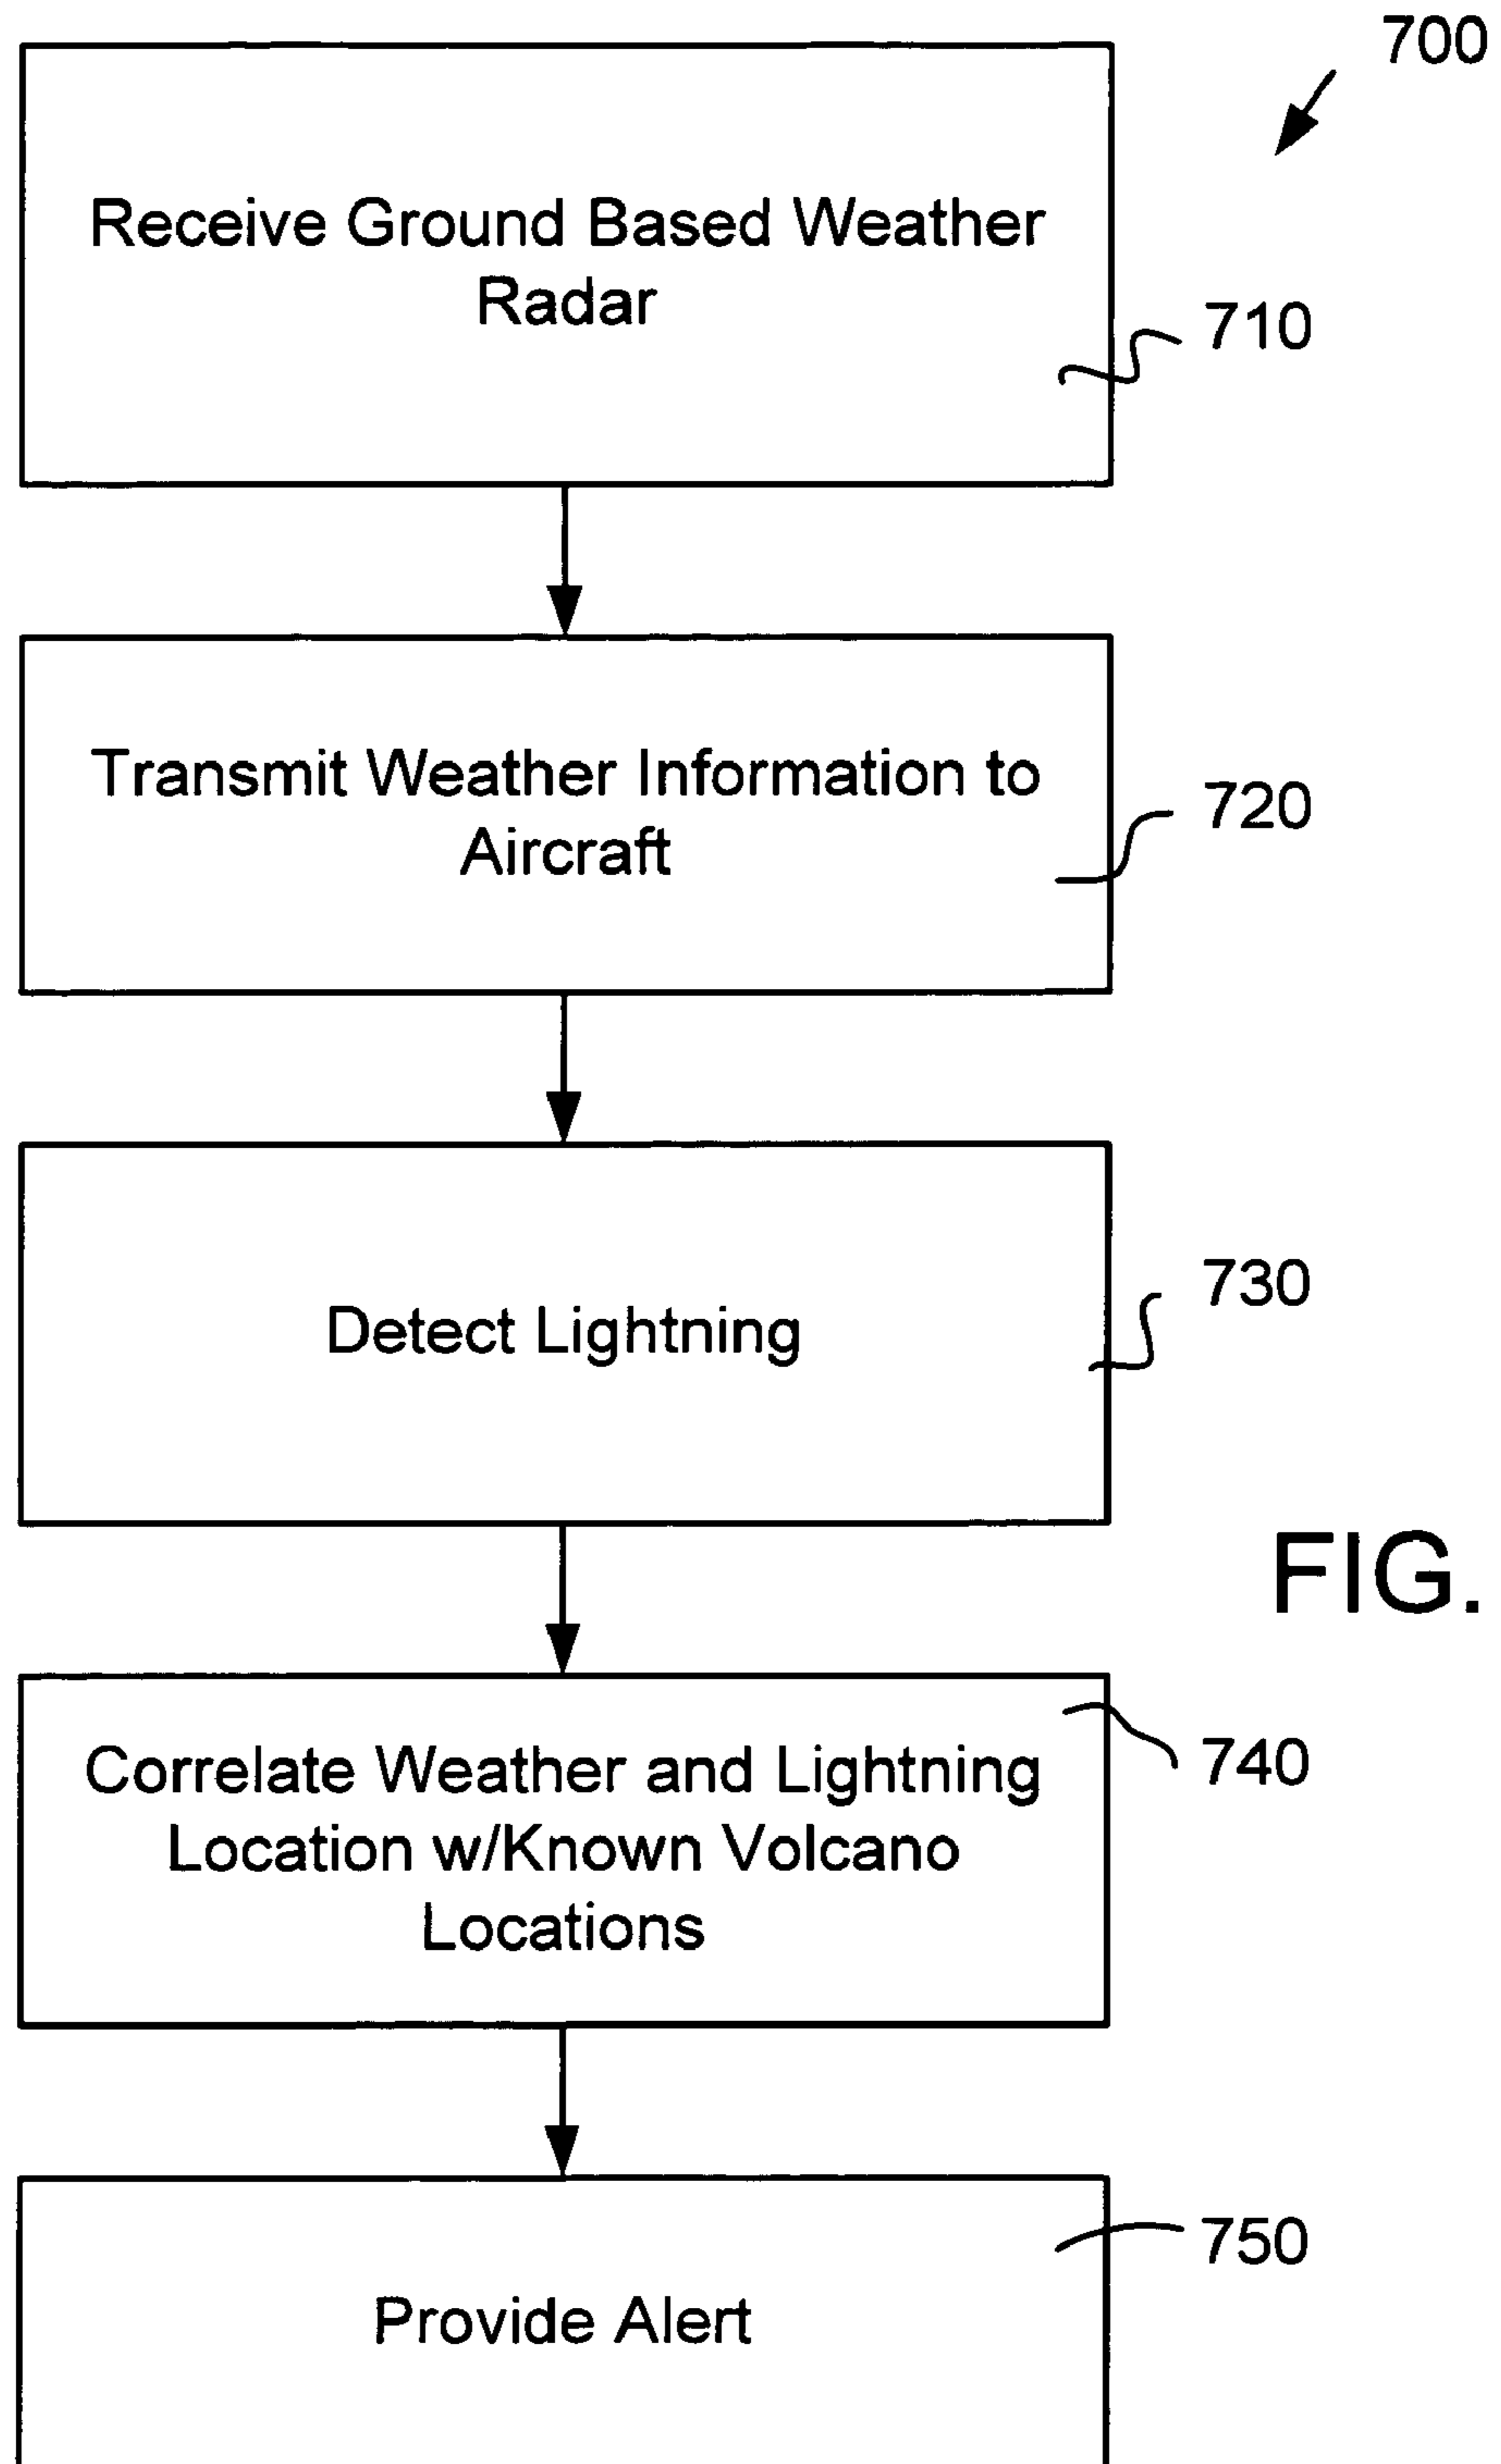 700
Receive Ground Based Weather
Radar
710
Transmit Weather Information to
Aircraft
720
Detect Lightning
730
FIG.
Correlate Weather and Lightning
Location w/Known Volcano
Locations
740
Provide Alert
750